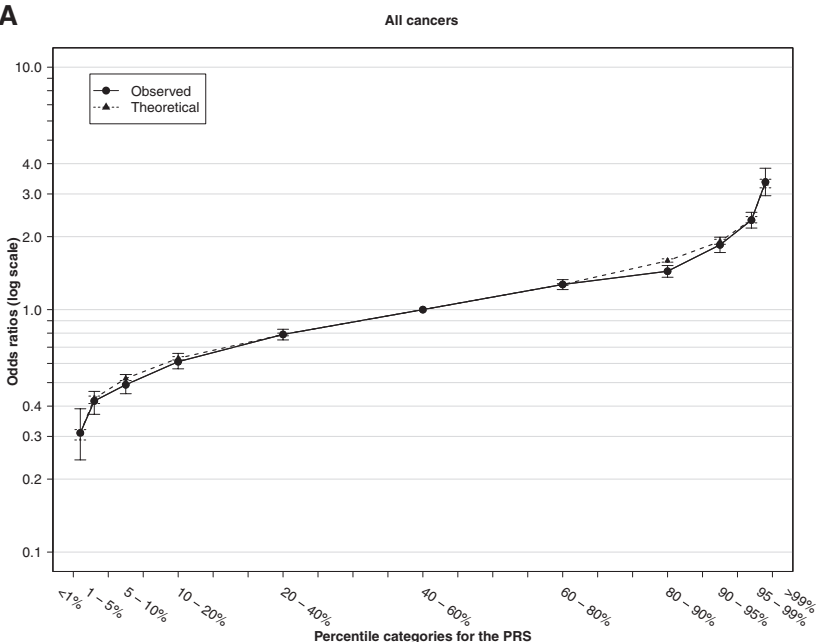 A
All cancers
Observed
Theoretical
10.0
4.0
3.0
2.0
1.0
0.4
0.3
0.2
0.1
Odds ratios (log scale)
<1%
1 – 5%
5 – 10%
10 – 20%
20 – 40%
40 – 60%
60 – 80%
80 – 90%
90 – 95%
95 – 99%
>99%
Percentile categories for the PRS